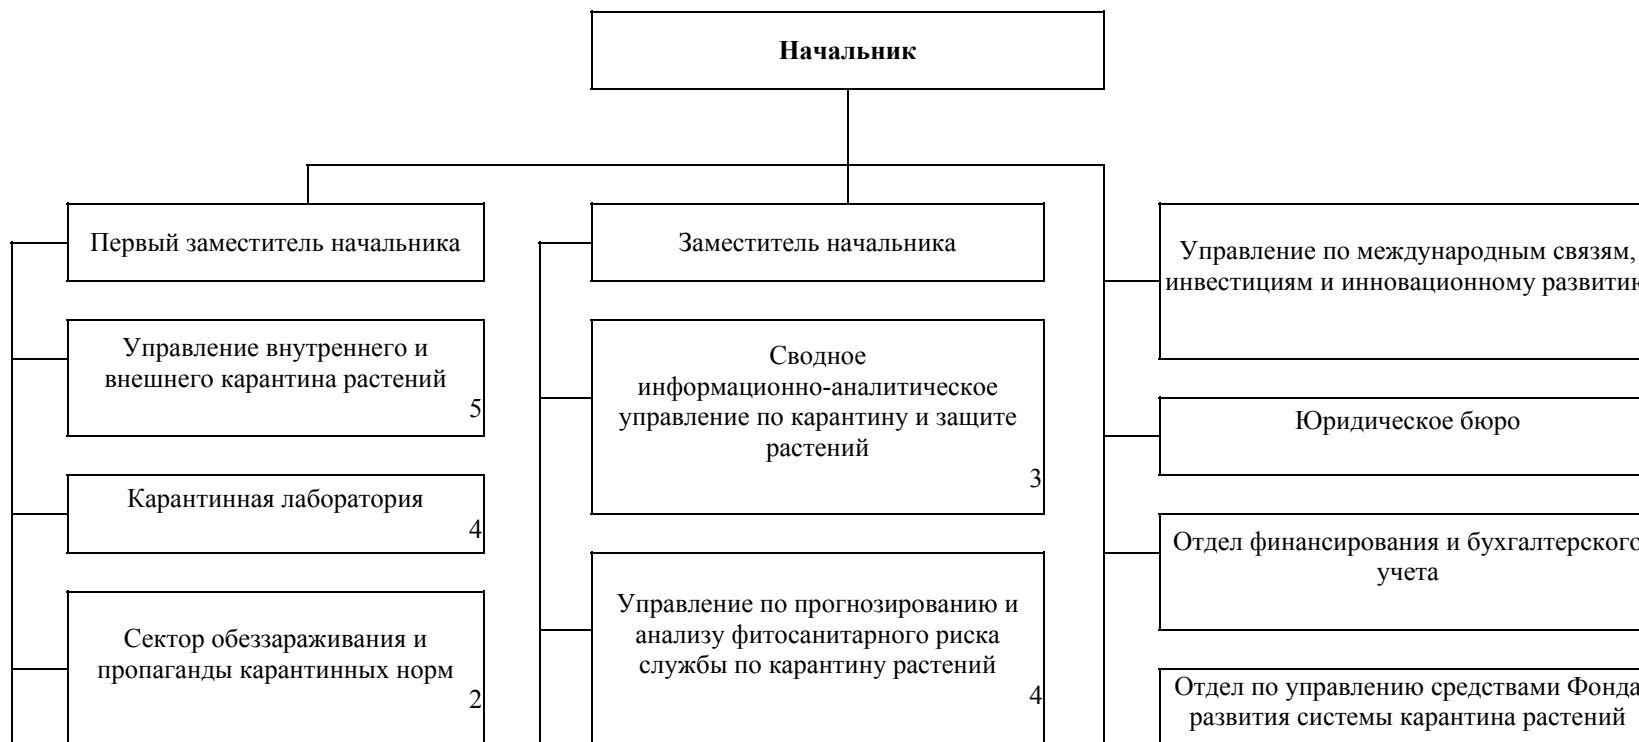 Начальник
Первый заместитель начальника
Управление внутреннего и
внешнего карантина растений
5
Карантинная лаборатория
4
Сектор обеззараживания и
пропаганды карантинных норм
2
Заместитель начальника
Сводное
информационно-аналитическое
управление по карантину и защите
растений
3
Управление по прогнозированию и
анализу фитосанитарного риска
службы по карантину растений
4
Управление по международным связям,
инвестициям и инновационному развитию
Юридическое бюро
Отдел финансирования и бухгалтерского
учета
Отдел по управлению средствами Фонда
развития системы карантина растений